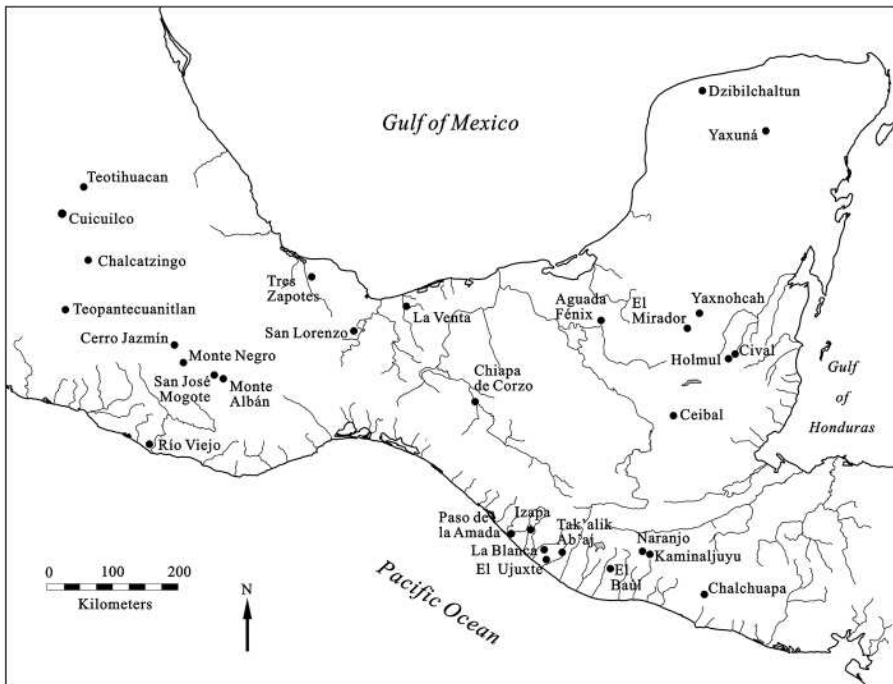 Dzibilchaltun
Gulf of Mexico
Yaxuná
Teotihuacan
Cuicuilco
Chalcatzingo
Tres
Zapotes
Teopantecuanitlan
La Venta
Aguada
Fénix
El
Mirador
Yaxnohcah
San Lorenzo
Cerro Jazmín
Monte Negro
Holmul
Cival
San José
Mogote
Monte
Albán
Chiapa
de Corzo
Gulf
of
Honduras
Ceibal
Río Viejo
Paso de
la Amada
Izapa
Tak'alik
Ab'aj
La Blanca
El Ujuxte
Naranjo
Kaminaljuyu
El
Baúl
Chalchuapa
Pacific Ocean
0 100 200
Kilometers
N